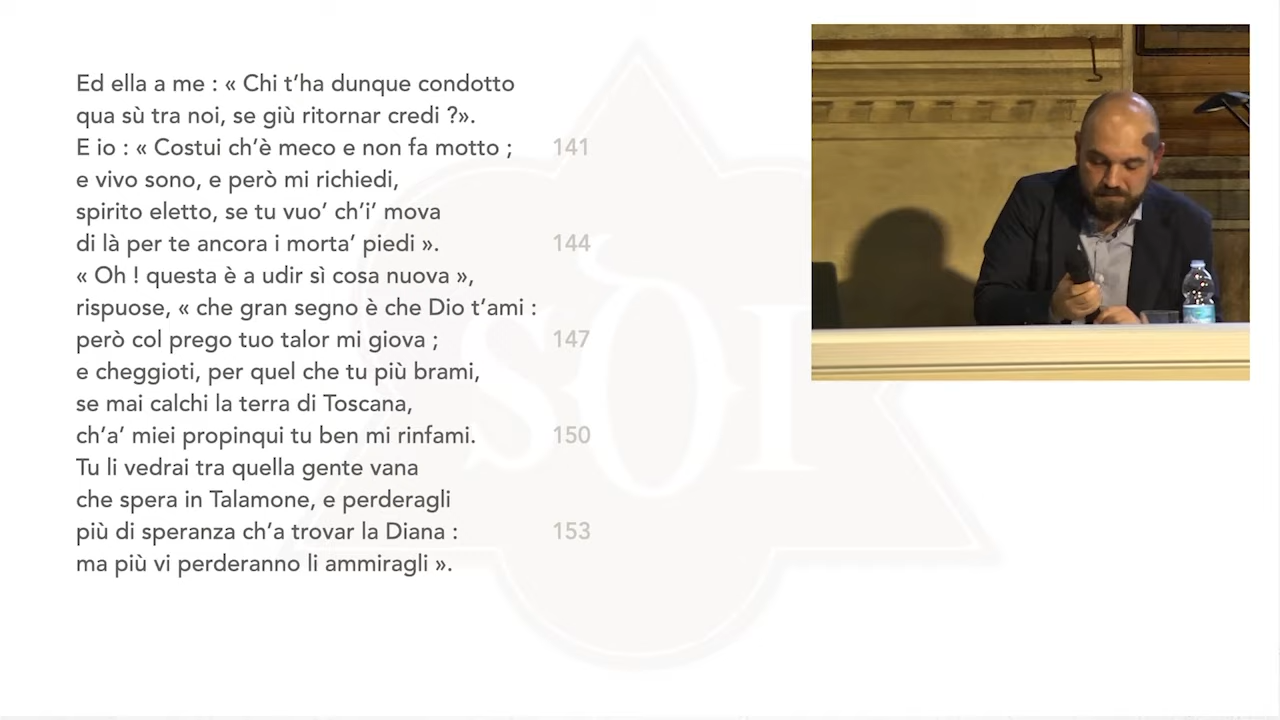 Ed ella a me : « Chi t’ha dunque condotto
qua sù tra noi, se giù ritornar credi ?».
E io : « Costui ch’è meco e non fa motto ; 141
e vivo sono, e però mi richiedi,
spirito eletto, se tu vuo’ ch’i’ mova
di là per te ancora i morta’ piedi ». 144
« Oh ! questa è a udir sì cosa nuova »,
rispuose, « che gran segno è che Dio t’ami :
però col prego tuo talor mi giova ; 147
e cheggioti, per quel che tu più brami,
se mai calchi la terra di Toscana,
ch’a’ miei propinqui tu ben mi rinfami. 150
Tu li vedrai tra quella gente vana
che spera in Talamone, e perderagli
più di speranza ch’a trovar la Diana : 153
ma più vi perderanno li ammiragli ».